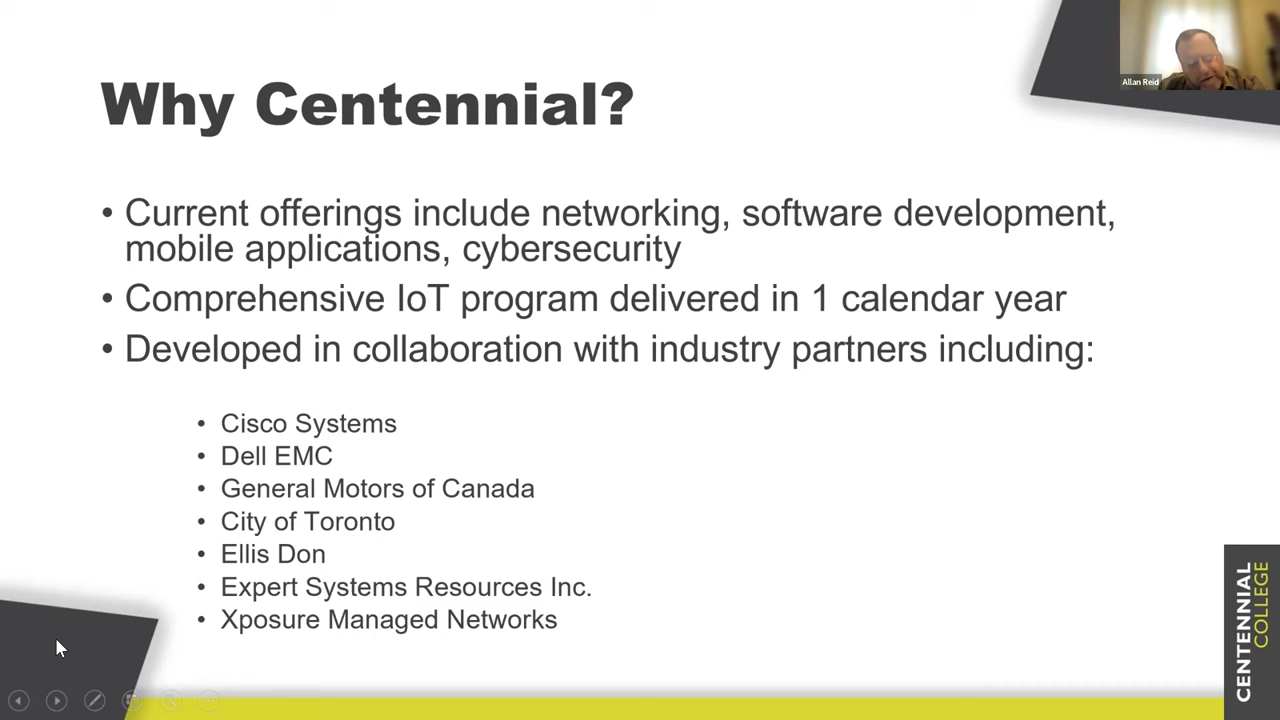 Allan Reid
Why Centennial?
• Current offerings include networking, software development,
mobile applications, cybersecurity
• Comprehensive IoT program delivered in 1 calendar year
• Developed in collaboration with industry partners including:
• Cisco Systems
• Dell EMC
• General Motors of Canada
• City of Toronto
• Ellis Don
• Expert Systems Resources Inc.
• Xposure Managed Networks
CENTENNIAL
COLLEGE